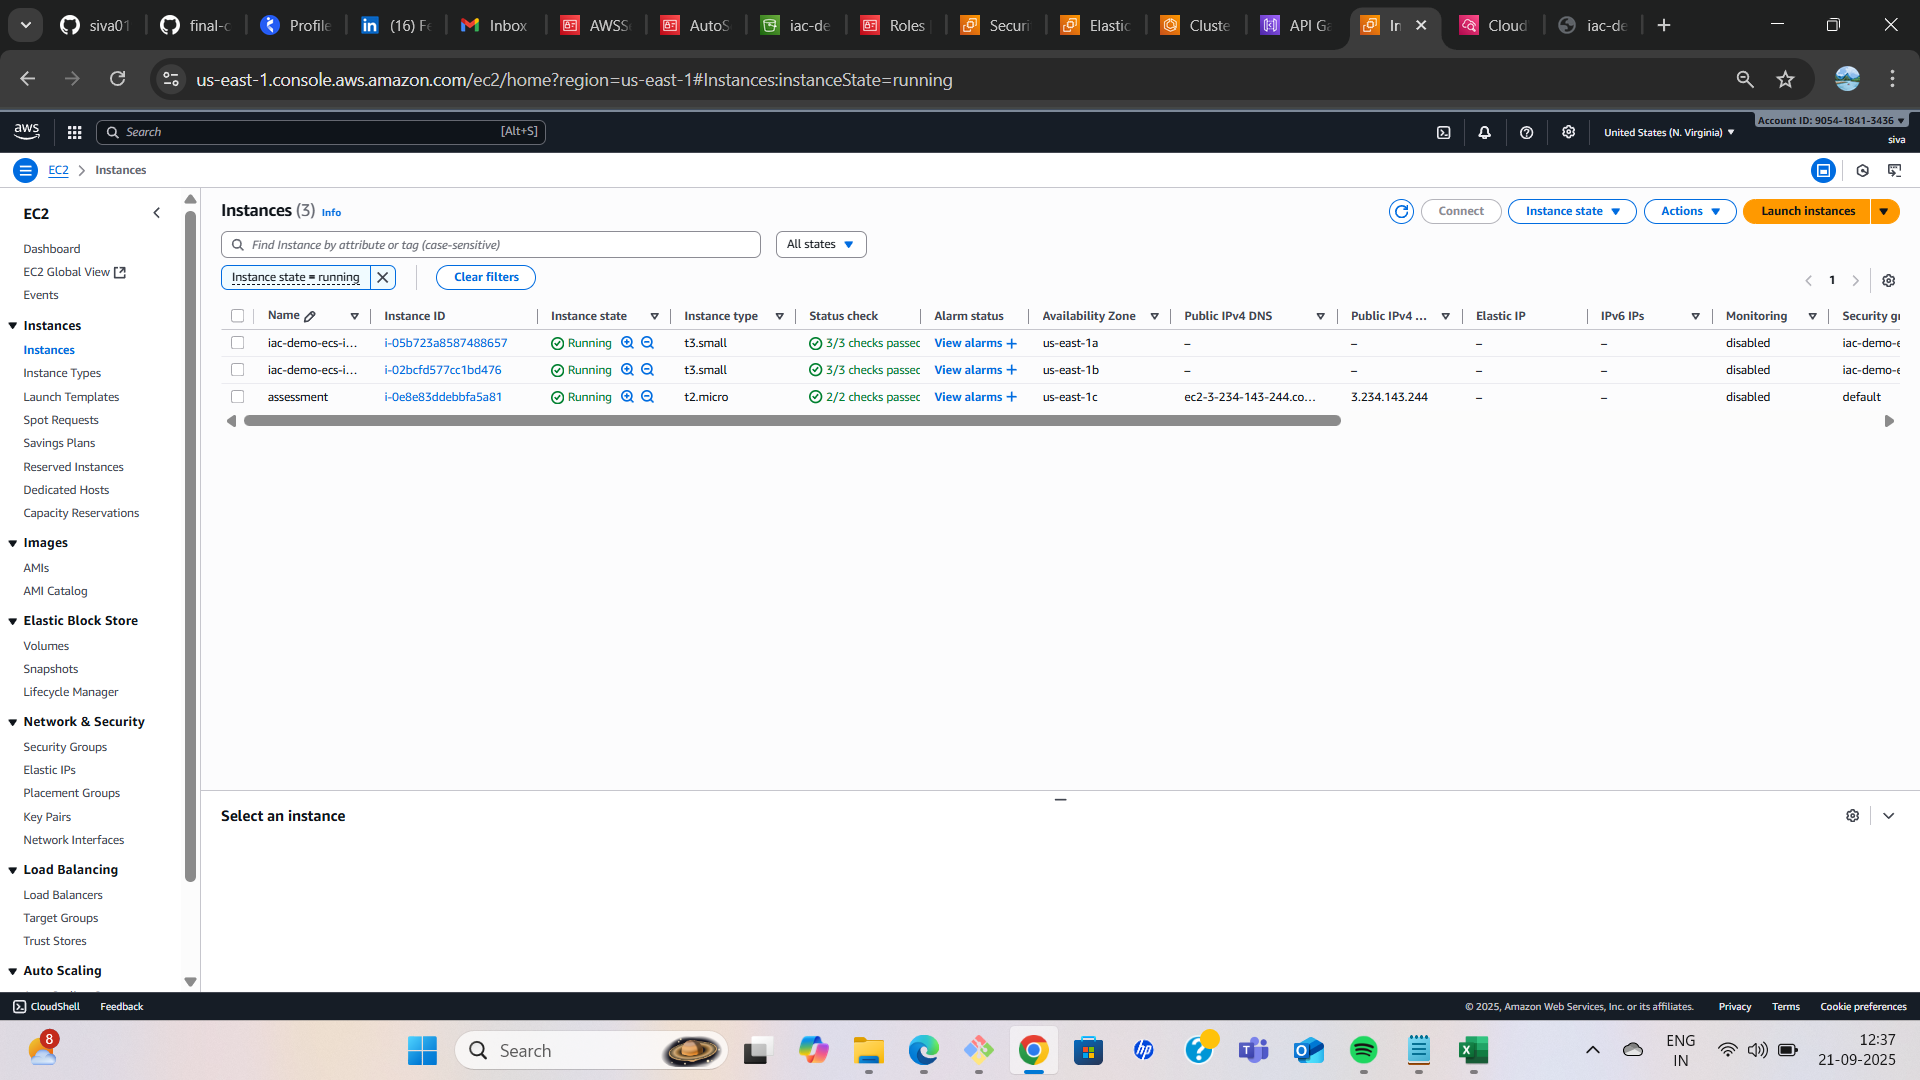 siva01
final-c
Profile
(16) Fe
Inbox
AWSSe
AutoS
iac-de
Roles
Securi
Elastic
Cluste
API Ga
In
Cloud
iac-de
us-east-1.console.aws.amazon.com/ec2/home?region=us-east-1#Instances:instanceState=running
aws
Search
[Alt+S]
United States (N. Virginia)
Account ID: 9054-1841-3436
siva
EC2
Instances
EC2
Dashboard
EC2 Global View
Events
Instances
Instances
Instance Types
Launch Templates
Spot Requests
Savings Plans
Reserved Instances
Dedicated Hosts
Capacity Reservations
Images
AMIs
AMI Catalog
Elastic Block Store
Volumes
Snapshots
Lifecycle Manager
Network & Security
Security Groups
Elastic IPs
Placement Groups
Key Pairs
Network Interfaces
Load Balancing
Load Balancers
Target Groups
Trust Stores
Auto Scaling
Instances (3) Info
Connect
Instance state
Actions
Launch instances
Find Instance by attribute or tag (case-sensitive)
All states
Instance state = running
Clear filters
1
Name Instance ID Instance state Instance type Status check Alarm status Availability Zone Public IPv4 DNS Public IPv4 ... Elastic IP IPv6 IPs Monitoring Security gr
iac-demo-ecs-i... i-05b723a8587488657 Running t3.small 3/3 checks passed View alarms + us-east-1a – – – – disabled iac-demo-e
iac-demo-ecs-i... i-02bcfd577cc1bd476 Running t3.small 3/3 checks passed View alarms + us-east-1b – – – – disabled iac-demo-e
assessment i-0e8e83ddebbfa5a81 Running t2.micro 2/2 checks passed View alarms + us-east-1c ec2-3-234-143-244.co... 3.234.143.244 – – disabled default
Select an instance
CloudShell
Feedback
© 2025, Amazon Web Services, Inc. or its affiliates.
Privacy
Terms
Cookie preferences
8
Search
ENG
IN
12:37
21-09-2025